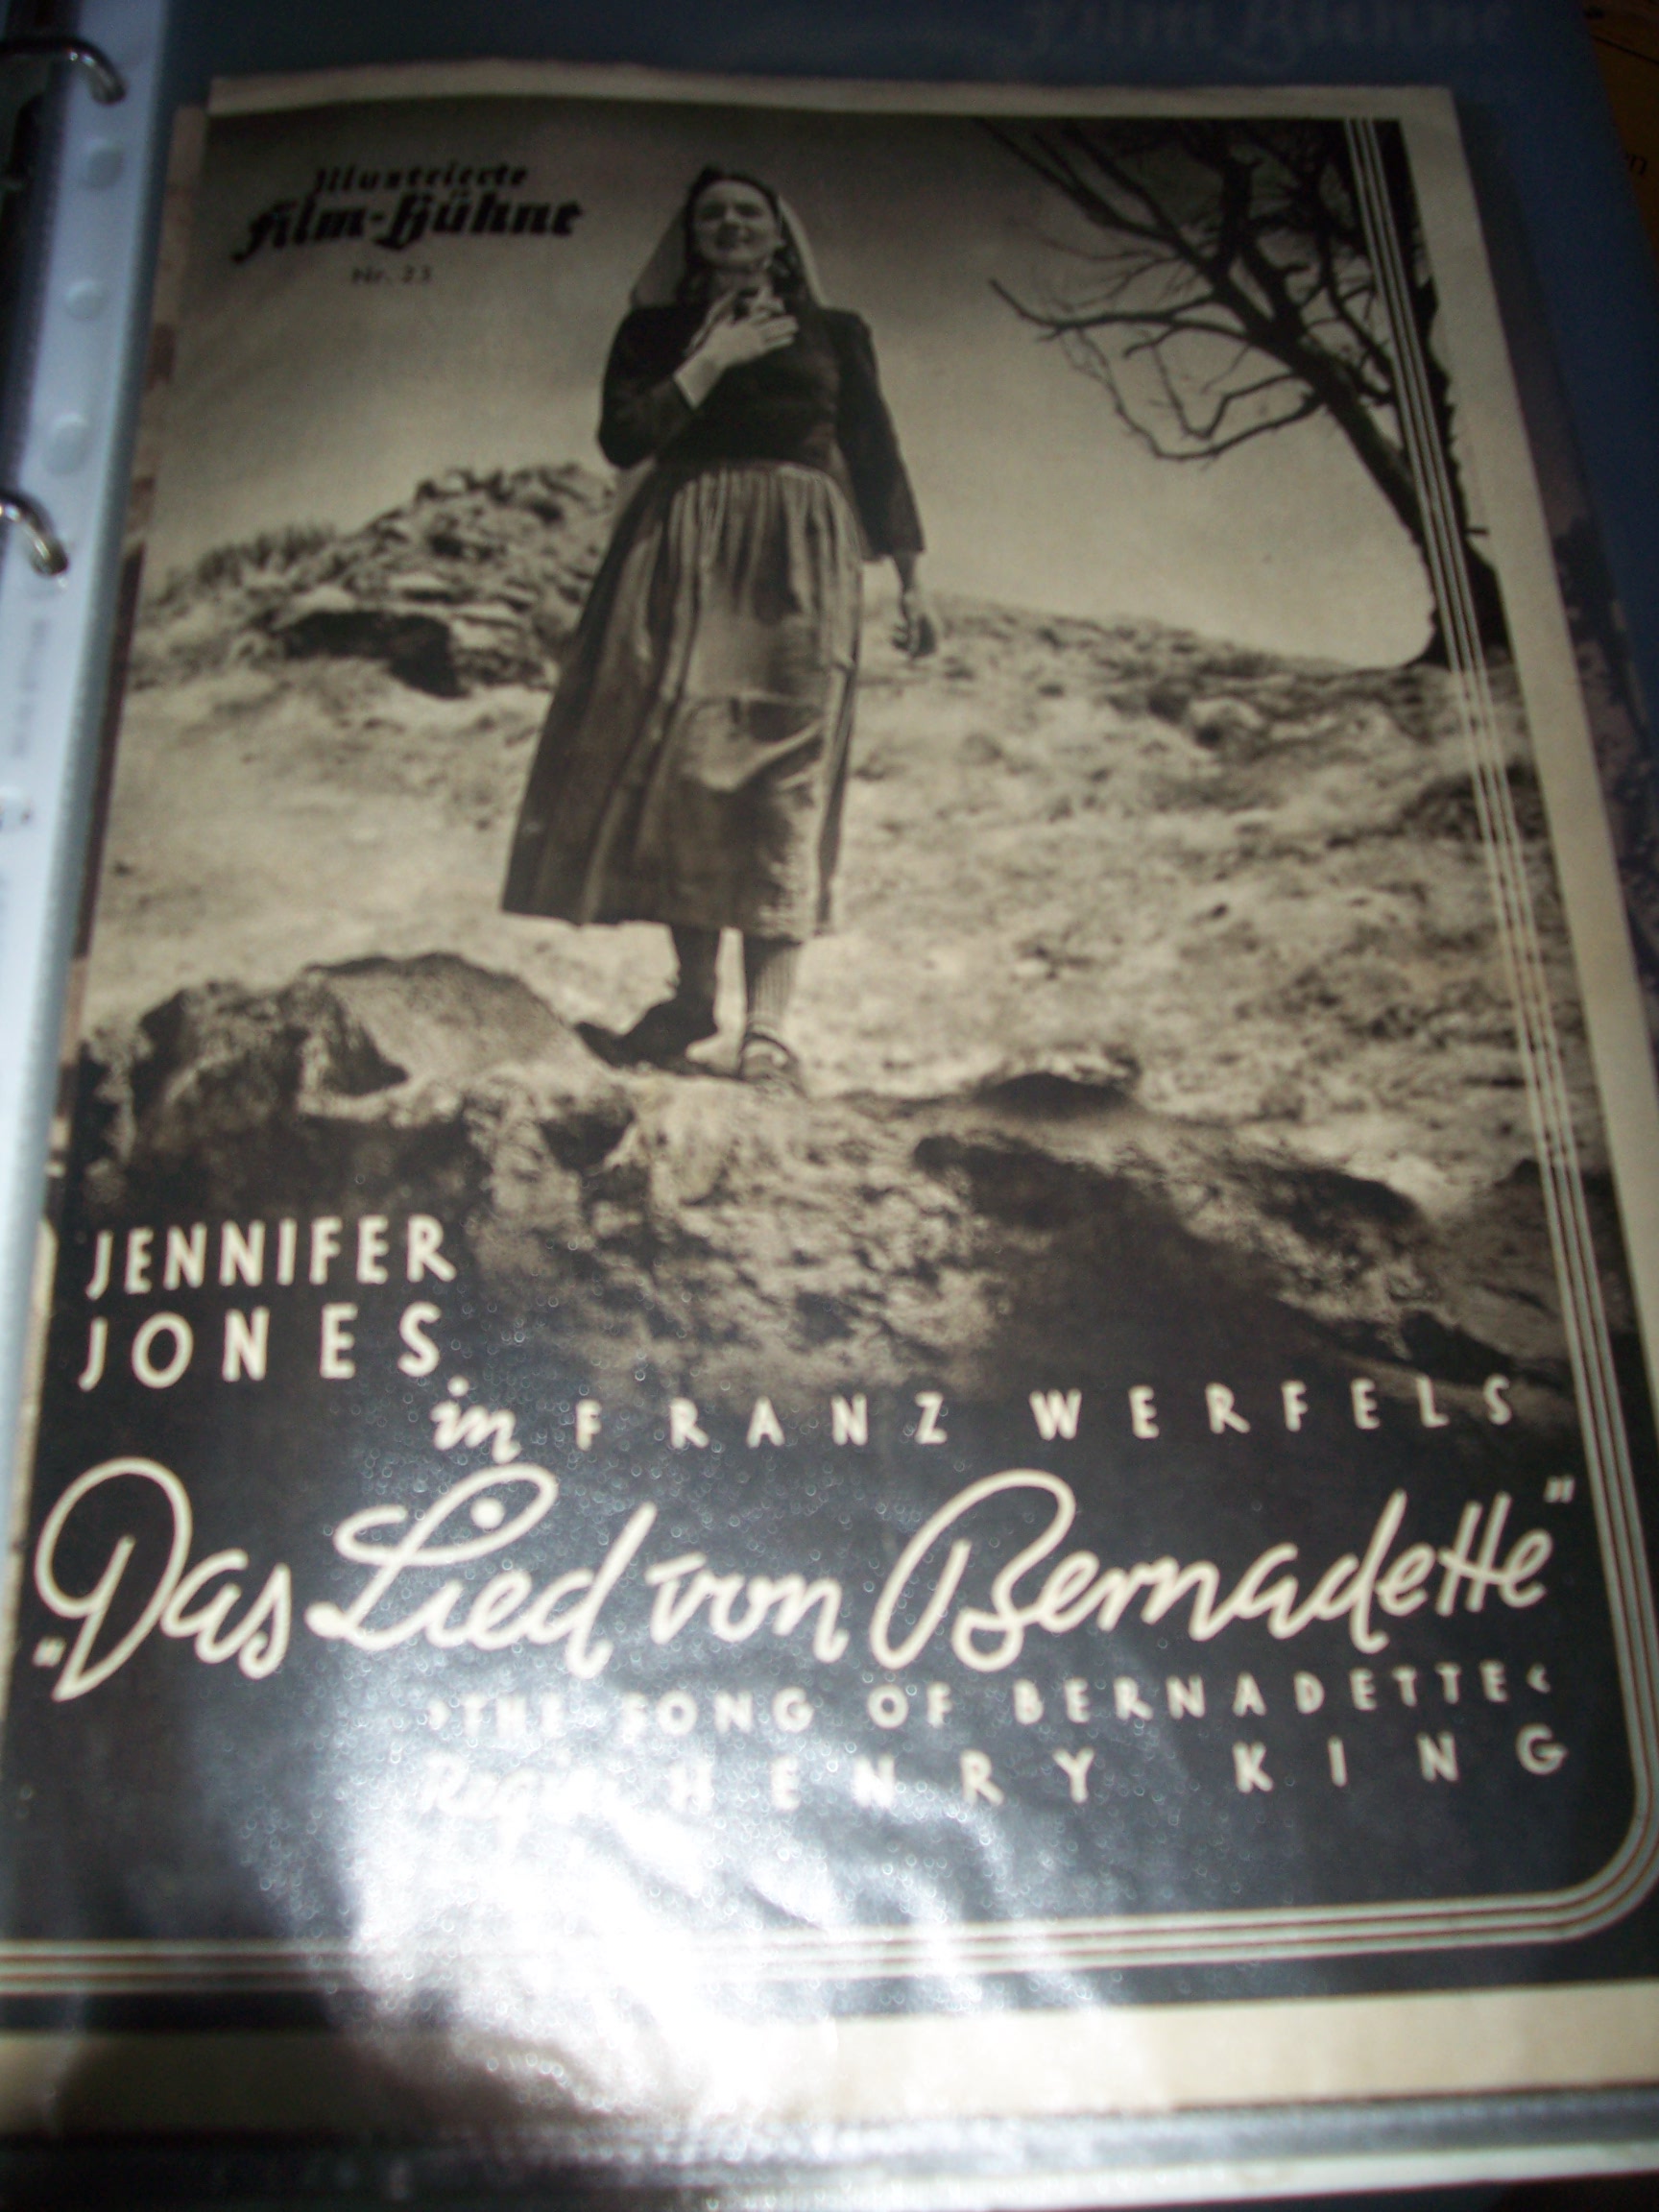 Illustrierte
Film-Bühne
Nr. 23
JENNIFER
JONES
in FRANZ WERFELS
"Das Lied von Bernadette"
›THE SONG OF BERNADETTE‹
Regie: HENRY KING